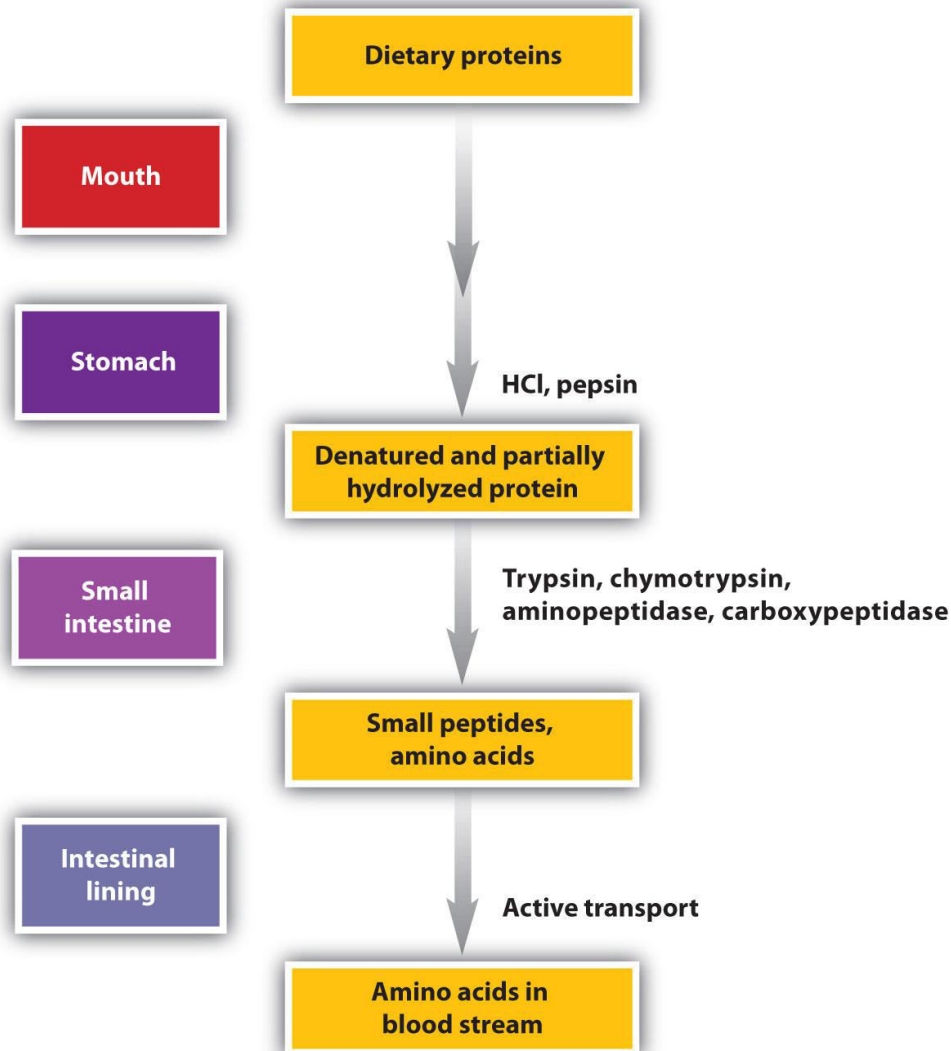 Dietary proteins
Mouth
Stomach
HCl, pepsin
Denatured and partially
hydrolyzed protein
Small
intestine
Trypsin, chymotrypsin,
aminopeptidase, carboxypeptidase
Small peptides,
amino acids
Intestinal
lining
Active transport
Amino acids in
blood stream